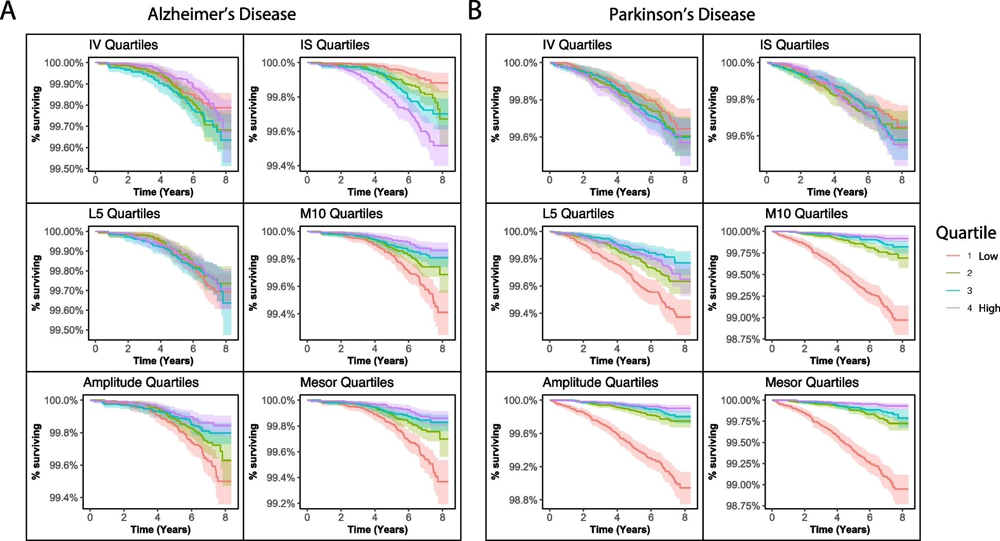 A
Alzheimer's Disease
IV Quartiles
100.00%
99.90%
99.80%
99.70%
99.60%
99.50%
% surviving
0 2 4 6 8
Time (Years)
IS Quartiles
100.0%
99.8%
99.6%
99.4%
% surviving
0 2 4 6 8
Time (Years)
L5 Quartiles
100.00%
99.90%
99.80%
99.70%
99.60%
99.50%
% surviving
0 2 4 6 8
Time (Years)
M10 Quartiles
100.0%
99.8%
99.6%
99.4%
% surviving
0 2 4 6 8
Time (Years)
Amplitude Quartiles
100.0%
99.8%
99.6%
99.4%
% surviving
0 2 4 6 8
Time (Years)
Mesor Quartiles
100.0%
99.8%
99.6%
99.4%
99.2%
% surviving
0 2 4 6 8
Time (Years)
B
Parkinson's Disease
IV Quartiles
100.0%
99.8%
99.6%
% surviving
0 2 4 6 8
Time (Years)
IS Quartiles
100.0%
99.8%
99.6%
% surviving
0 2 4 6 8
Time (Years)
L5 Quartiles
100.0%
99.8%
99.6%
99.4%
% surviving
0 2 4 6 8
Time (Years)
M10 Quartiles
100.00%
99.75%
99.50%
99.25%
99.00%
98.75%
% surviving
0 2 4 6 8
Time (Years)
Amplitude Quartiles
100.0%
99.6%
99.2%
98.8%
% surviving
0 2 4 6 8
Time (Years)
Mesor Quartiles
100.00%
99.75%
99.50%
99.25%
99.00%
98.75%
% surviving
0 2 4 6 8
Time (Years)
Quartile
1 Low
2
3
4 High